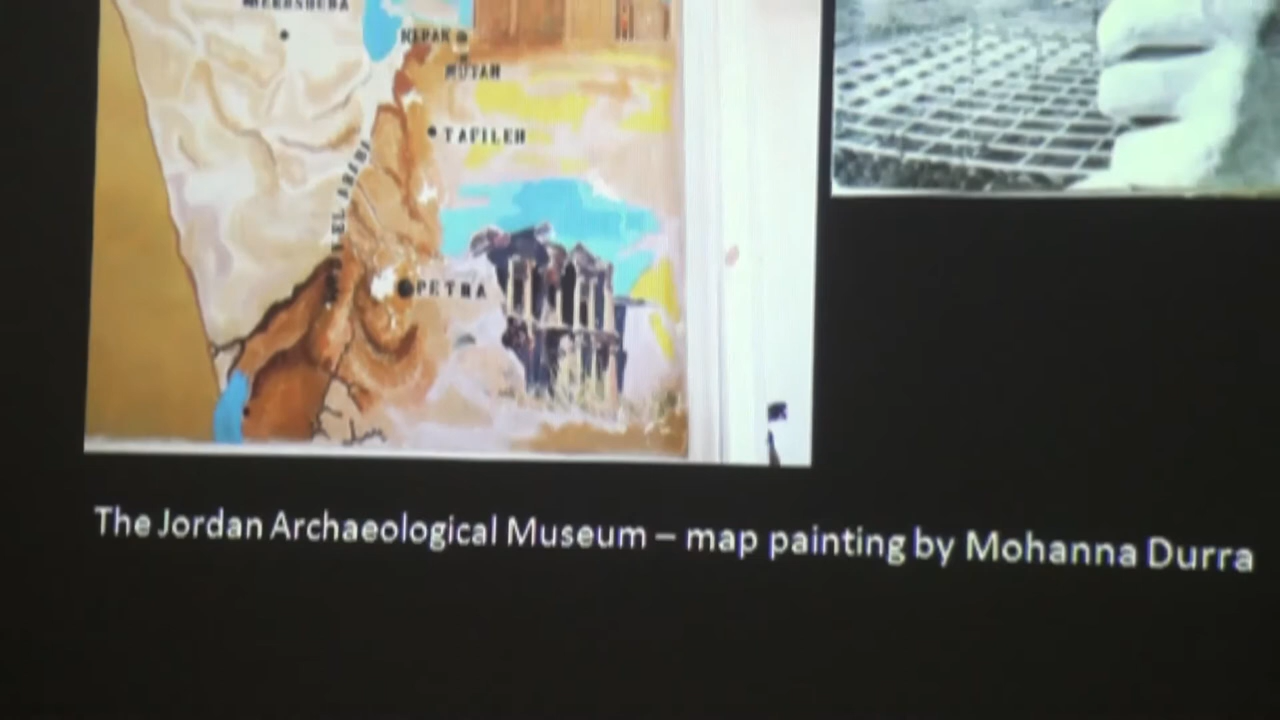 KERAK
MUTAH
TAFILEH
PETRA
The Jordan Archaeological Museum – map painting by Mohanna Durra